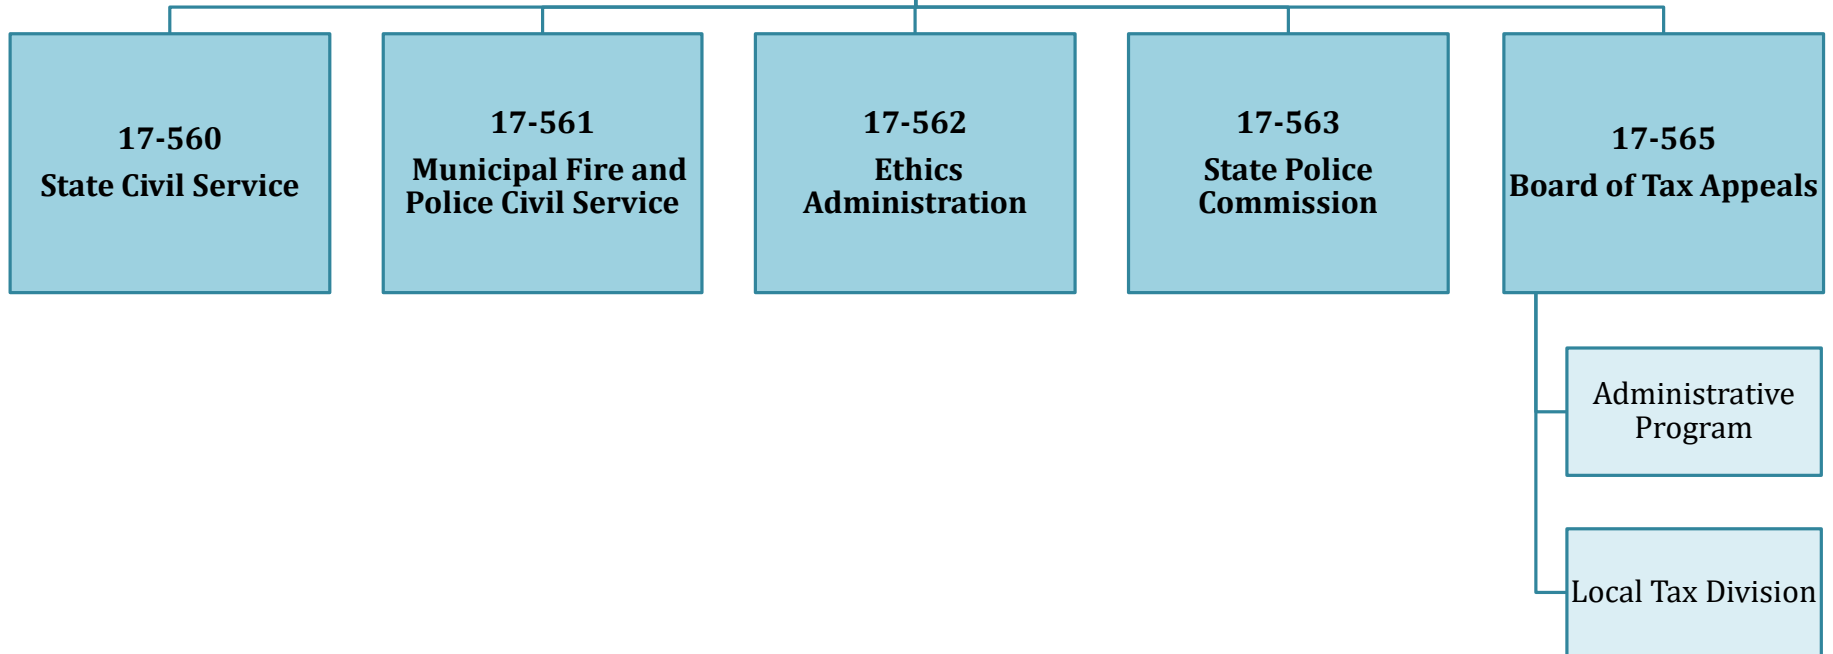 17-560
State Civil Service
17-561
Municipal Fire and
Police Civil Service
17-562
Ethics
Administration
17-563
State Police
Commission
17-565
Board of Tax Appeals
Administrative
Program
Local Tax Division